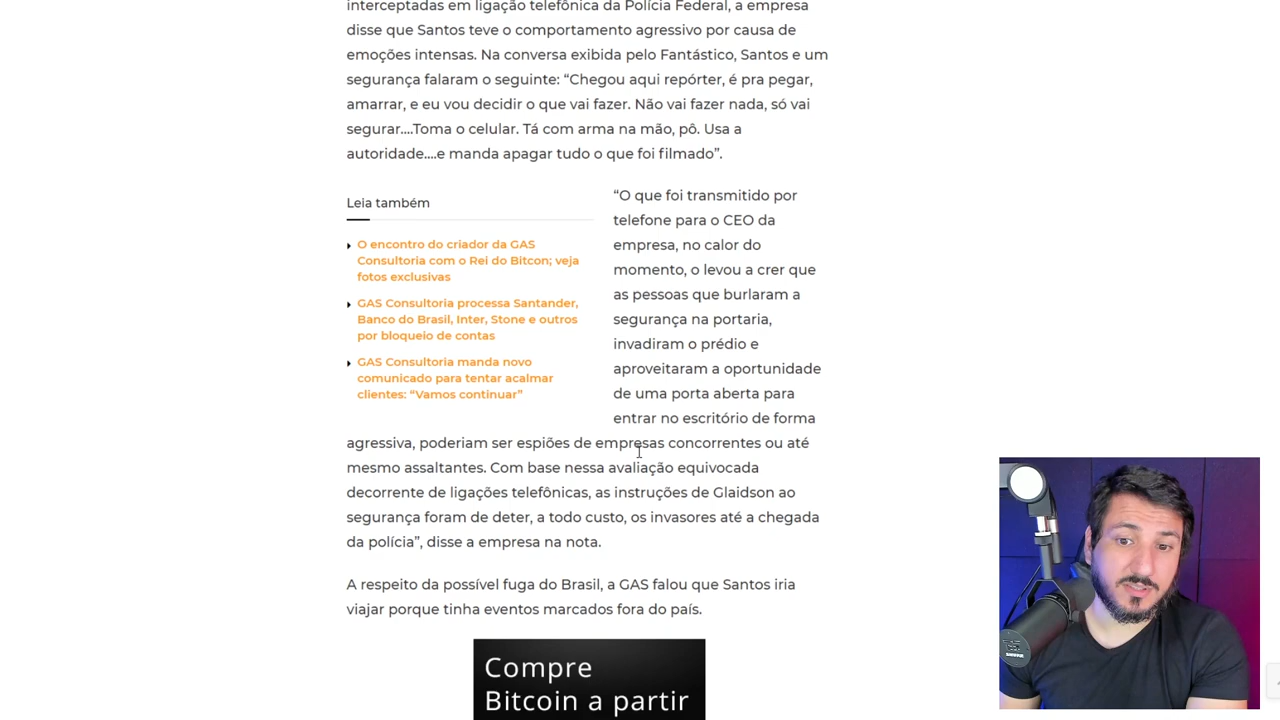 interceptadas em ligação telefônica da Polícia Federal, a empresa
disse que Santos teve o comportamento agressivo por causa de
emoções intensas. Na conversa exibida pelo Fantástico, Santos e um
segurança falaram o seguinte: “Chegou aqui repórter, é pra pegar,
amarrar, e eu vou decidir o que vai fazer. Não vai fazer nada, só vai
segurar....Toma o celular. Tá com arma na mão, pô. Usa a
autoridade....e manda apagar tudo o que foi filmado”.
Leia também
O encontro do criador da GAS
Consultoria com o Rei do Bitcon; veja
fotos exclusivas
GAS Consultoria processa Santander,
Banco do Brasil, Inter, Stone e outros
por bloqueio de contas
GAS Consultoria manda novo
comunicado para tentar acalmar
clientes: “Vamos continuar”
“O que foi transmitido por
telefone para o CEO da
empresa, no calor do
momento, o levou a crer que
as pessoas que burlaram a
segurança na portaria,
invadiram o prédio e
aproveitaram a oportunidade
de uma porta aberta para
entrar no escritório de forma
agressiva, poderiam ser espiões de empresas concorrentes ou até
mesmo assaltantes. Com base nessa avaliação equivocada
decorrente de ligações telefônicas, as instruções de Glaidson ao
segurança foram de deter, a todo custo, os invasores até a chegada
da polícia”, disse a empresa na nota.
A respeito da possível fuga do Brasil, a GAS falou que Santos iria
viajar porque tinha eventos marcados fora do país.
Compre
Bitcoin a partir